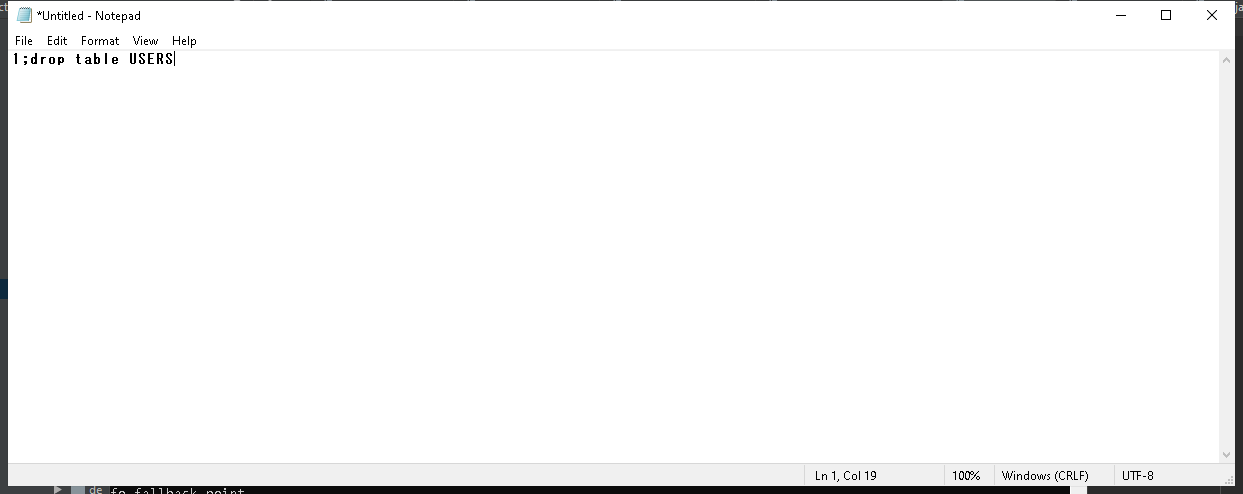 *Untitled - Notepad
File Edit Format View Help
1;drop table USERS
Ln 1, Col 19 100% Windows (CRLF) UTF-8
de fo fallback point